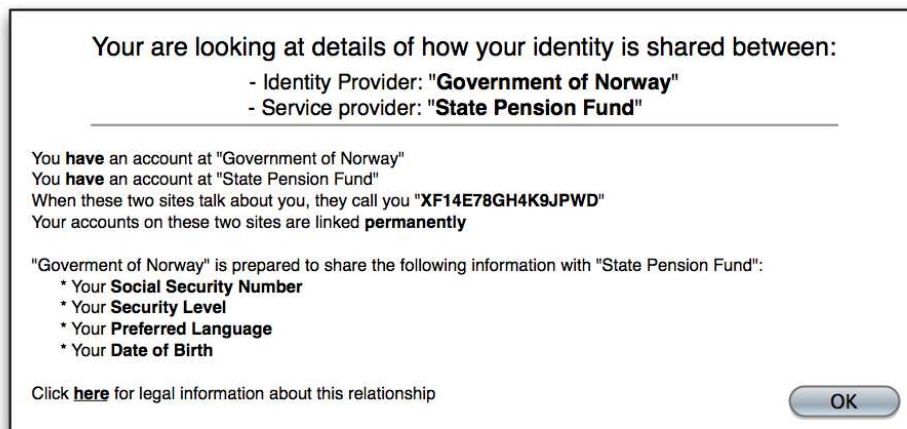 Your are looking at details of how your identity is shared between:
- Identity Provider: "Government of Norway"
- Service provider: "State Pension Fund"
You have an account at "Government of Norway"
You have an account at "State Pension Fund"
When these two sites talk about you, they call you "XF14E78GH4K9JPWD"
Your accounts on these two sites are linked permanently
"Goverment of Norway" is prepared to share the following information with "State Pension Fund":
* Your Social Security Number
* Your Security Level
* Your Preferred Language
* Your Date of Birth
Click here for legal information about this relationship
OK